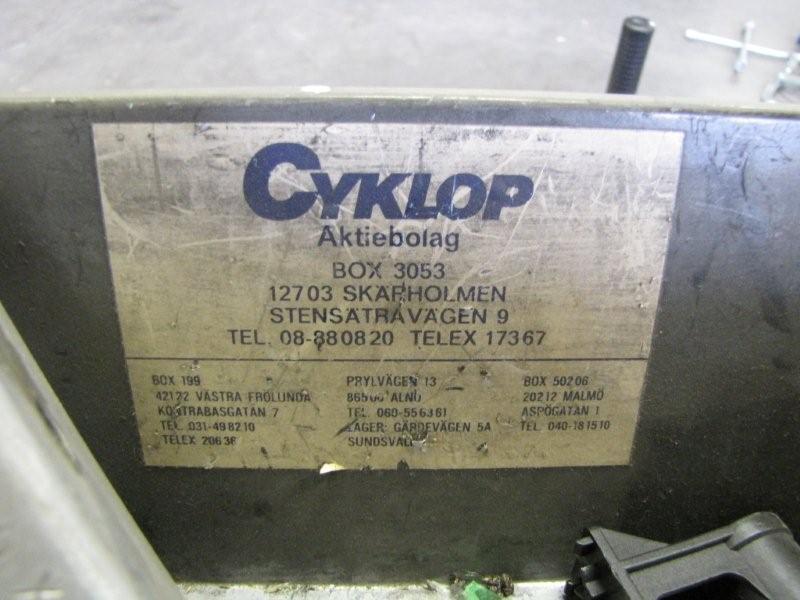 CYKLOP
Aktiebolag
BOX 3053
12703 SKÄRHOLMEN
STENSÄTRAVÄGEN 9
TEL. 08-880820 TELEX 17367
BOX 199
42122 VÄSTRA FRÖLUNDA
KONTRABASGATAN 7
TEL. 031-498210
TELEX 20636
PRYLVÄGEN 13
86500 ALNÖ
TEL. 060-556361
LAGER: GÄRDEVÄGEN 5A
SUNDSVALL
BOX 50206
20212 MALMÖ
ASPÖGATAN 1
TEL. 040-181510